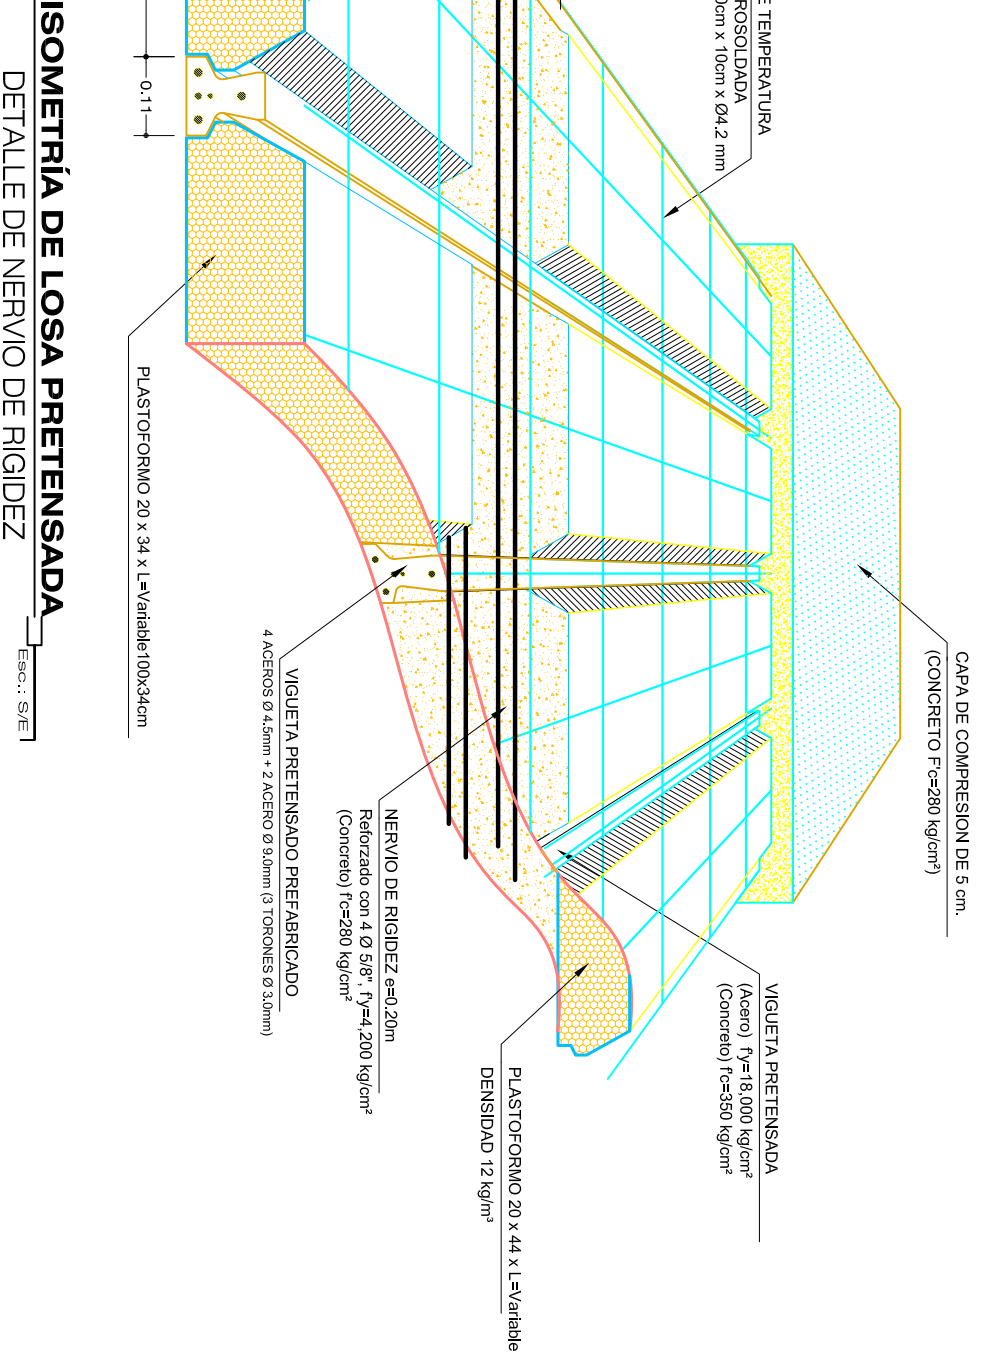 CAPA DE COMPRESION DE 5 cm.
(CONCRETO F'c=280 kg/cm²)
E TEMPERATURA
ROSOLDADA
0cm x 10cm x Ø4.2 mm
VIGUETA PRETENSADA
(Acero) f'y=18,000 kg/cm²
(Concreto) f'c=350 kg/cm²
PLASTOFORMO 20 x 44 x L=Variable
DENSIDAD 12 kg/m³
NERVIO DE RIGIDEZ e=0.20m
Reforzado con 4 Ø 5/8", f'y=4,200 kg/cm²
(Concreto) f'c=280 kg/cm²
VIGUETA PRETENSADO PREFABRICADO
4 ACEROS Ø 4.5mm + 2 ACERO Ø 9.0mm (3 TORONES Ø 3.0mm)
PLASTOFORMO 20 x 34 x L=Variable100x34cm
0.11
ISOMETRÍA DE LOSA PRETENSADA
DETALLE DE NERVIO DE RIGIDEZ
Esc.: S/E